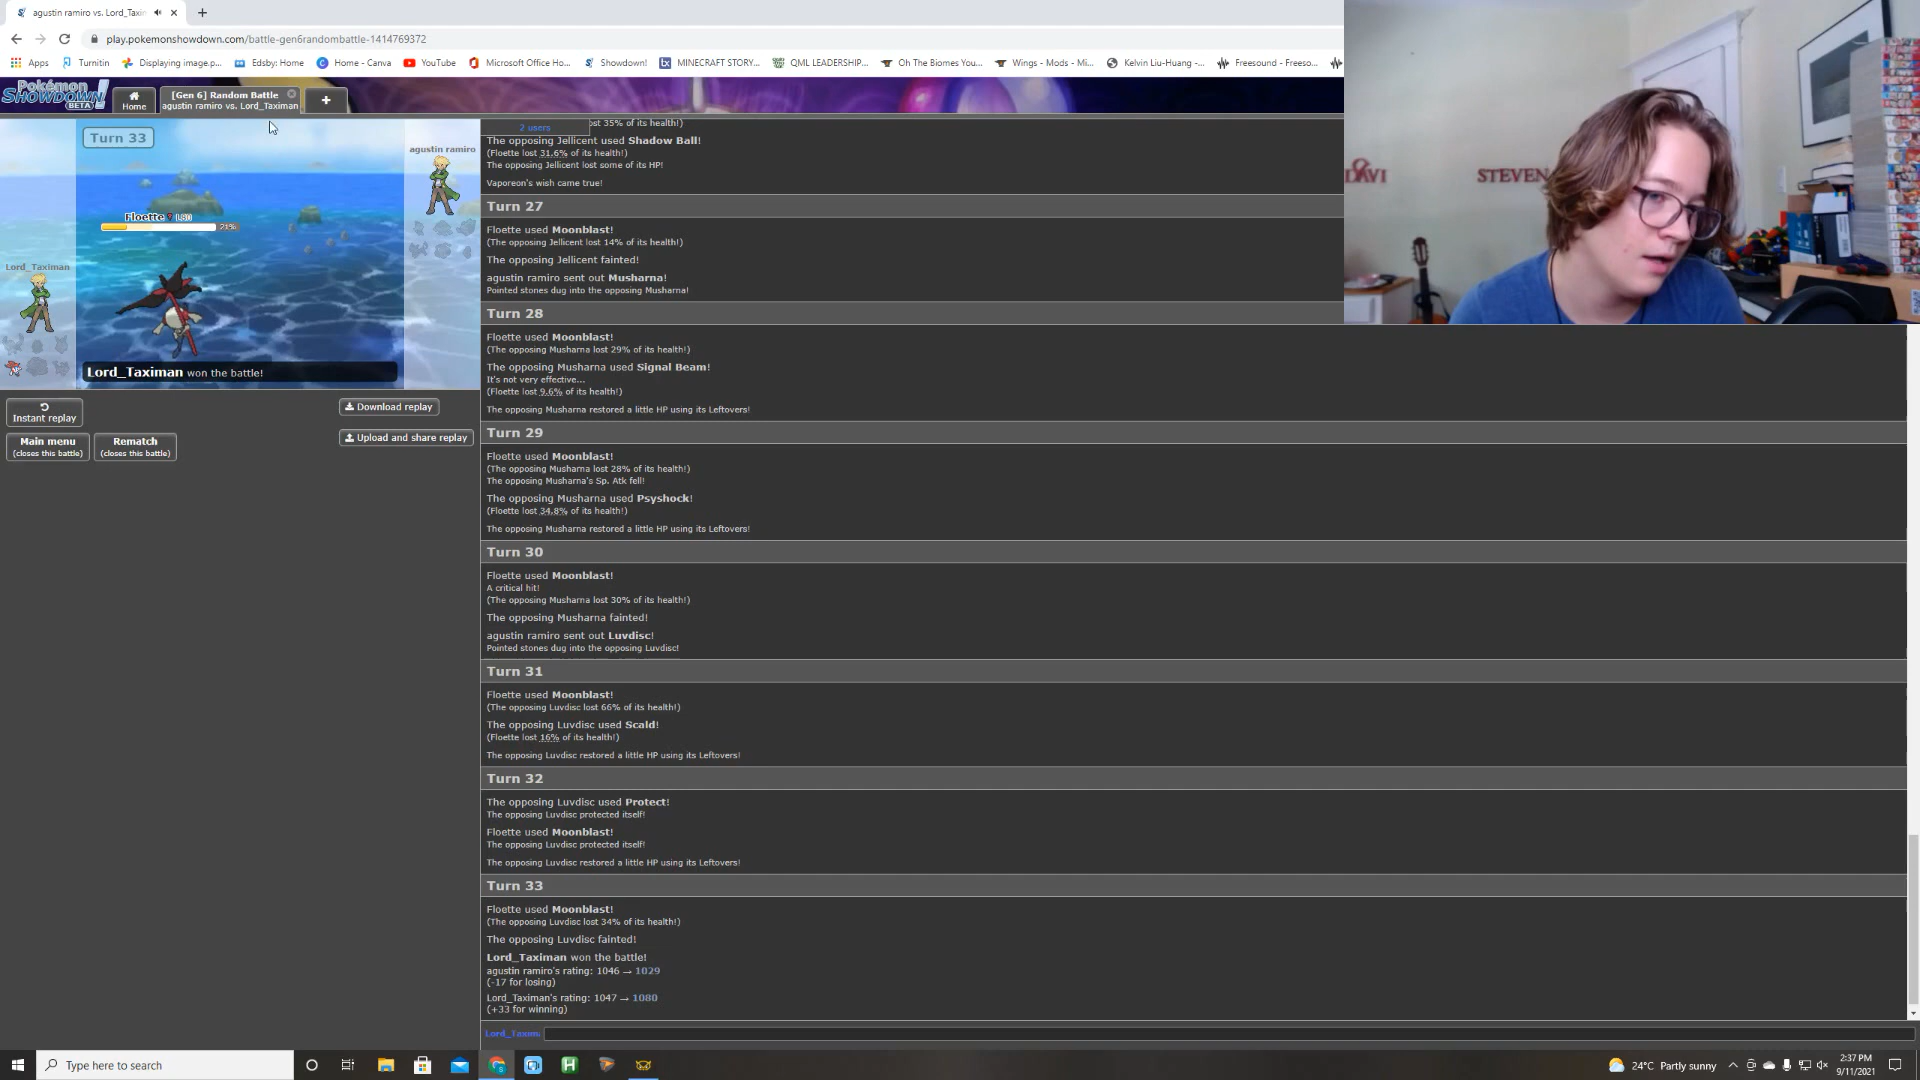 agustin ramiro vs. Lord_Taxim
play.pokemonshowdown.com/battle-gen6randombattle-1414769372
Apps Turnitin Displaying image.p... Edsby: Home Home - Canva YouTube Microsoft Office Ho... Showdown! MINECRAFT STORY... QML LEADERSHIP... Oh The Biomes You... Wings - Mods - Mi... Kelvin Liu-Huang -... Freesound - Freeso...
Pokémon
SHOWDOWN!
BETA
Home
[Gen 6] Random Battle
agustin ramiro vs. Lord_Taximan
+
Turn 33
agustin ramiro
Floette
21%
Lord_Taximan
Lord_Taximan won the battle!
Instant replay
Download replay
Upload and share replay
Main menu
(closes this battle)
Rematch
(closes this battle)
2 users
ost 35% of its health!)
The opposing Jellicent used Shadow Ball!
(Floette lost 31.6% of its health!)
The opposing Jellicent lost some of its HP!
Vaporeon's wish came true!
Turn 27
Floette used Moonblast!
(The opposing Jellicent lost 14% of its health!)
The opposing Jellicent fainted!
agustin ramiro sent out Musharna!
Pointed stones dug into the opposing Musharna!
Turn 28
Floette used Moonblast!
(The opposing Musharna lost 29% of its health!)
The opposing Musharna used Signal Beam!
It's not very effective...
(Floette lost 9.6% of its health!)
The opposing Musharna restored a little HP using its Leftovers!
Turn 29
Floette used Moonblast!
(The opposing Musharna lost 28% of its health!)
The opposing Musharna's Sp. Atk fell!
The opposing Musharna used Psyshock!
(Floette lost 34.8% of its health!)
The opposing Musharna restored a little HP using its Leftovers!
Turn 30
Floette used Moonblast!
A critical hit!
(The opposing Musharna lost 30% of its health!)
The opposing Musharna fainted!
agustin ramiro sent out Luvdisc!
Pointed stones dug into the opposing Luvdisc!
Turn 31
Floette used Moonblast!
(The opposing Luvdisc lost 66% of its health!)
The opposing Luvdisc used Scald!
(Floette lost 16% of its health!)
The opposing Luvdisc restored a little HP using its Leftovers!
Turn 32
The opposing Luvdisc used Protect!
The opposing Luvdisc protected itself!
Floette used Moonblast!
The opposing Luvdisc protected itself!
The opposing Luvdisc restored a little HP using its Leftovers!
Turn 33
Floette used Moonblast!
(The opposing Luvdisc lost 34% of its health!)
The opposing Luvdisc fainted!
Lord_Taximan won the battle!
agustin ramiro's rating: 1046 → 1029
(-17 for losing)
Lord_Taximan's rating: 1047 → 1080
(+33 for winning)
STEVEN
Type here to search
24°C Partly sunny
2:37 PM
9/11/2021